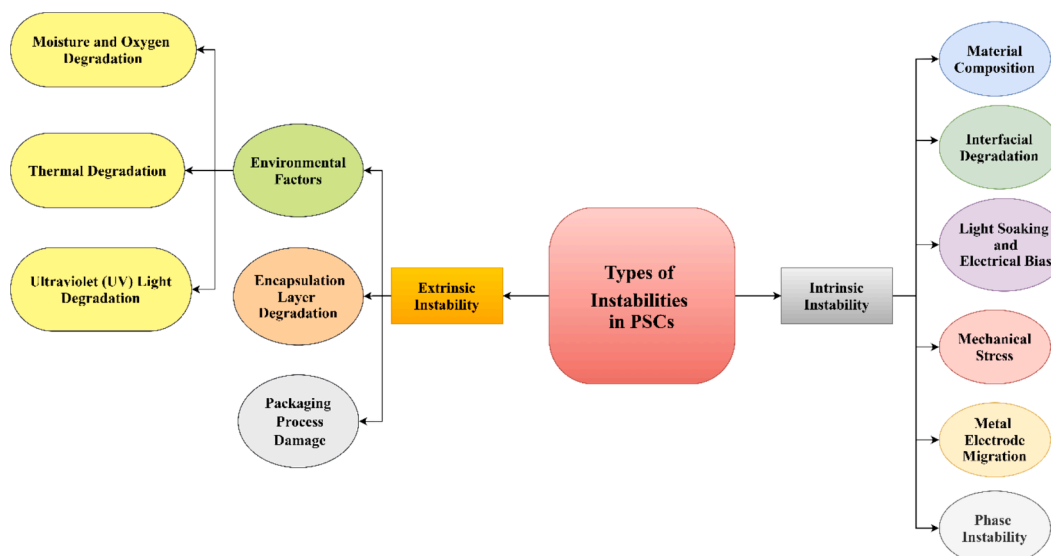 Moisture and Oxygen
Degradation
Thermal Degradation
Ultraviolet (UV) Light
Degradation
Environmental
Factors
Encapsulation
Layer
Degradation
Packaging
Process
Damage
Extrinsic
Instability
Types of
Instabilities
in PSCs
Intrinsic
Instability
Material
Composition
Interfacial
Degradation
Light Soaking
and
Electrical Bias
Mechanical
Stress
Metal
Electrode
Migration
Phase
Instability